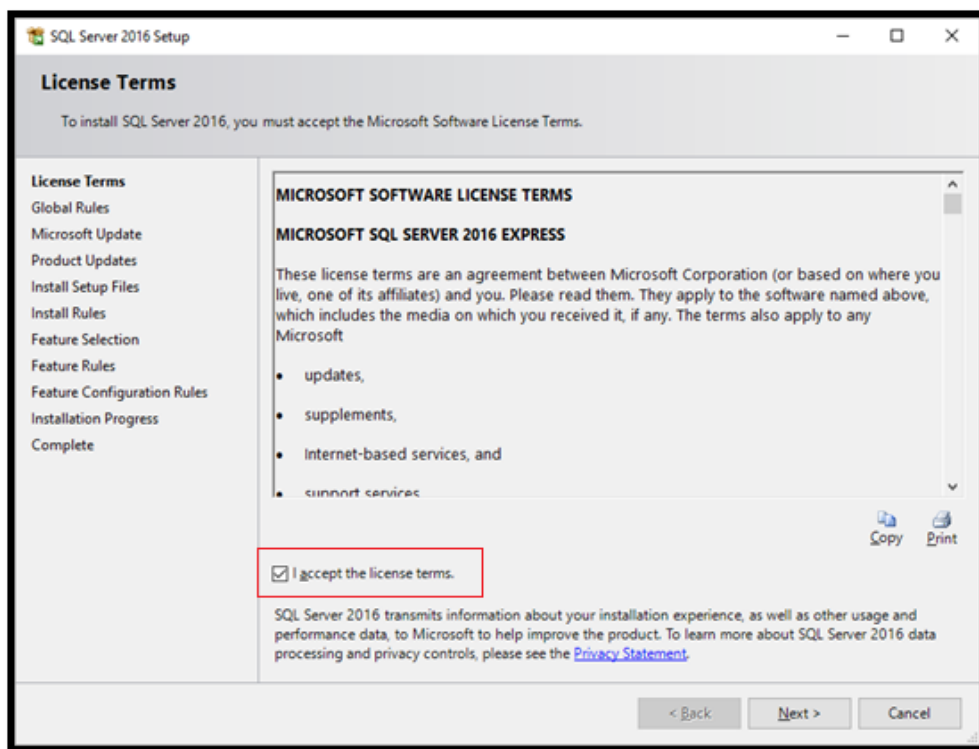 SQL Server 2016 Setup
License Terms
To install SQL Server 2016, you must accept the Microsoft Software License Terms.
License Terms
Global Rules
Microsoft Update
Product Updates
Install Setup Files
Install Rules
Feature Selection
Feature Rules
Feature Configuration Rules
Installation Progress
Complete
MICROSOFT SOFTWARE LICENSE TERMS
MICROSOFT SQL SERVER 2016 EXPRESS
These license terms are an agreement between Microsoft Corporation (or based on where you
live, one of its affiliates) and you. Please read them. They apply to the software named above,
which includes the media on which you received it, if any. The terms also apply to any
Microsoft
• updates,
• supplements,
• Internet-based services, and
• support services
Copy
Print
I accept the license terms.
SQL Server 2016 transmits information about your installation experience, as well as other usage and
performance data, to Microsoft to help improve the product. To learn more about SQL Server 2016 data
processing and privacy controls, please see the Privacy Statement.
< Back
Next >
Cancel